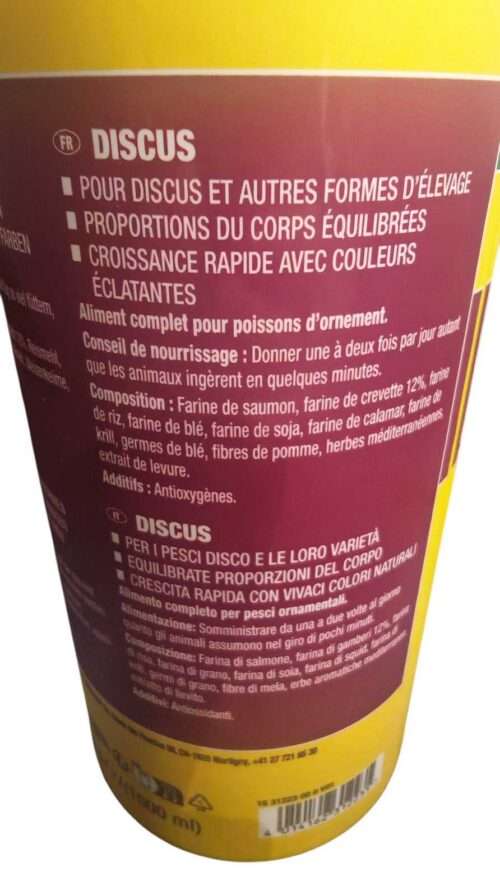 FR DISCUS
POUR DISCUS ET AUTRES FORMES D'ÉLEVAGE
PROPORTIONS DU CORPS ÉQUILIBRÉES
CROISSANCE RAPIDE AVEC COULEURS
ÉCLATANTES
Aliment complet pour poissons d'ornement.
Conseil de nourrissage : Donner une à deux fois par jour autant
que les animaux ingèrent en quelques minutes.
Composition : Farine de saumon, farine de crevette 12%, farine
de riz, farine de blé, farine de soja, farine de calamar, farine de
krill, germes de blé, fibres de pomme, herbes méditerranéennes,
extrait de levure.
Additifs : Antioxygènes.
IT DISCUS
PER I PESCI DISCO E LE LORO VARIETÀ
EQUILIBRATE PROPORZIONI DEL CORPO
CRESCITA RAPIDA CON VIVACI COLORI NATURALI
Alimento completo per pesci ornamentali.
Alimentazione: Somministrare da una a due volte al giorno
quanto gli animali assumono nel giro di pochi minuti.
Composizione: Farina di salmone, farina di gamberi 12%, farina
di riso, farina di grano, farina di soia, farina di squid, farina di
krill, germi di grano, fibre di mela, erbe aromatiche mediterranee,
estratto di lievito.
Additivi: Antiossidanti.
FARBEN
CH-1920 Martigny, +41 27 721